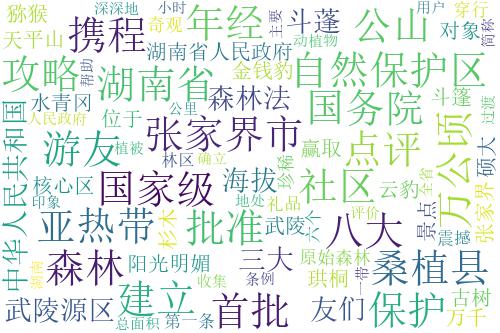 猕猴
深深地
小时
奇观
主要
动植物
斗蓬
公山
用户
穿行
简称
天平山
携程
年经
对象
湖南省人民政府
自然保护区
攻略
湖南省
金钱豹
帮助
斗篷
水青冈
森林法
国务院
过渡
人民政府
公里
位于
张家界市
万公顷
中华人民共和国
游友
植被
林区
确立
赢取
点评
硕大
张家界
核心区
国家级
海拔
珍稀
社区
云豹
全省
印象
地处
礼品
亚热带
杉木
批准
武陵
六个
八大
评价
景点
震撼
森林
阳光明媚
三大
原始森林
一带
桑植县
湖南
条例
珙桐
古树
武陵源区
建立
首批
收集
友们
保护
万千
总面积
第一条